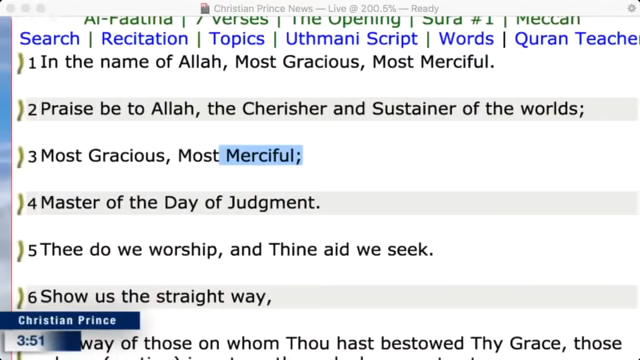 Christian Prince News — Live @ 200.5% — Ready
Al-Faatiha | 7 Verses | The Opening | Sura #1 | Meccan
Search | Recitation | Topics | Uthmani Script | Words | Quran Teacher
1 In the name of Allah, Most Gracious, Most Merciful.
2 Praise be to Allah, the Cherisher and Sustainer of the worlds;
3 Most Gracious, Most Merciful;
4 Master of the Day of Judgment.
5 Thee do we worship, and Thine aid we seek.
6 Show us the straight way,
Christian Prince
3:51
way of those on whom Thou hast bestowed Thy Grace, those